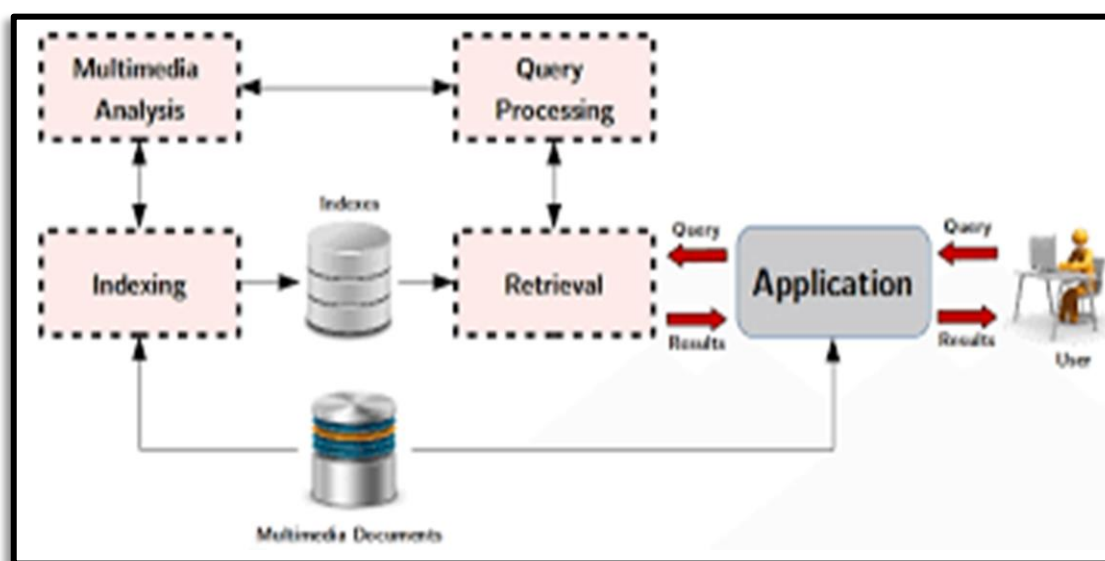 Multimedia
Analysis
Query
Processing
Indexes
Indexing
Retrieval
Query
Results
Application
Query
Results
User
Multimedia Documents